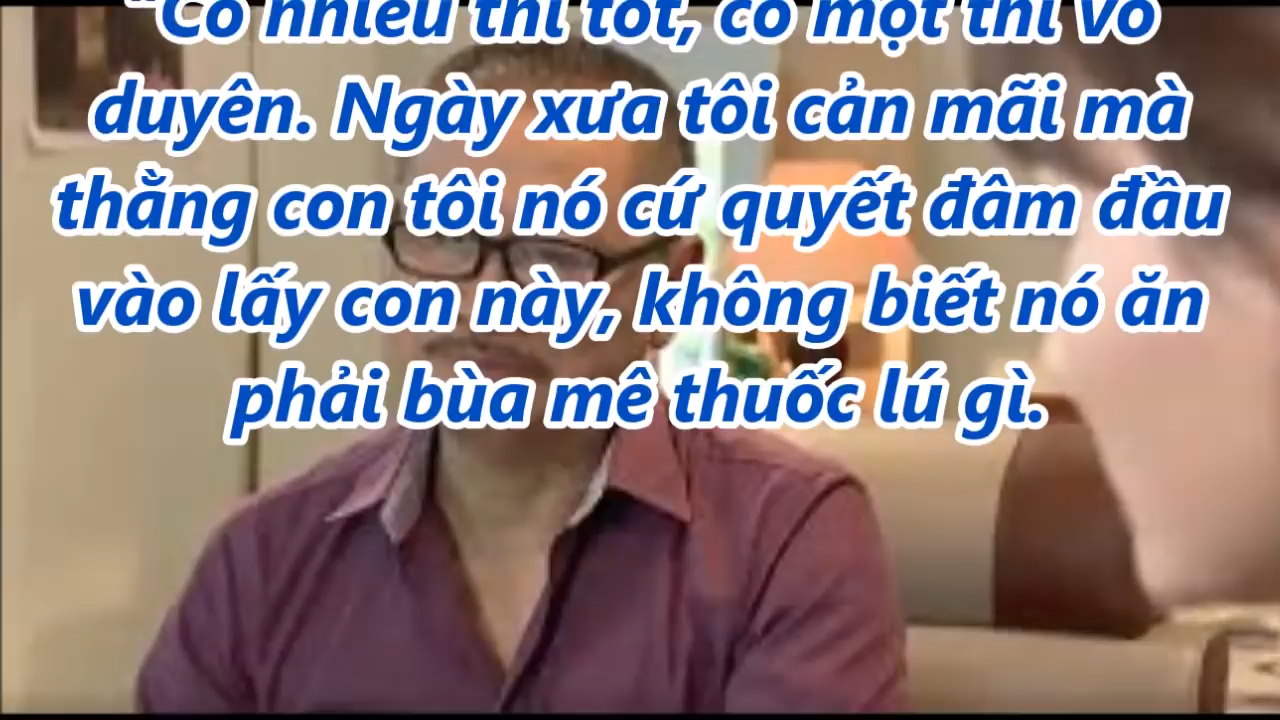 "Có nhiều thì tốt, có một thì vô
duyên. Ngày xưa tôi cản mãi mà
thằng con tôi nó cứ quyết đâm đầu
vào lấy con này, không biết nó ăn
phải bùa mê thuốc lú gì.